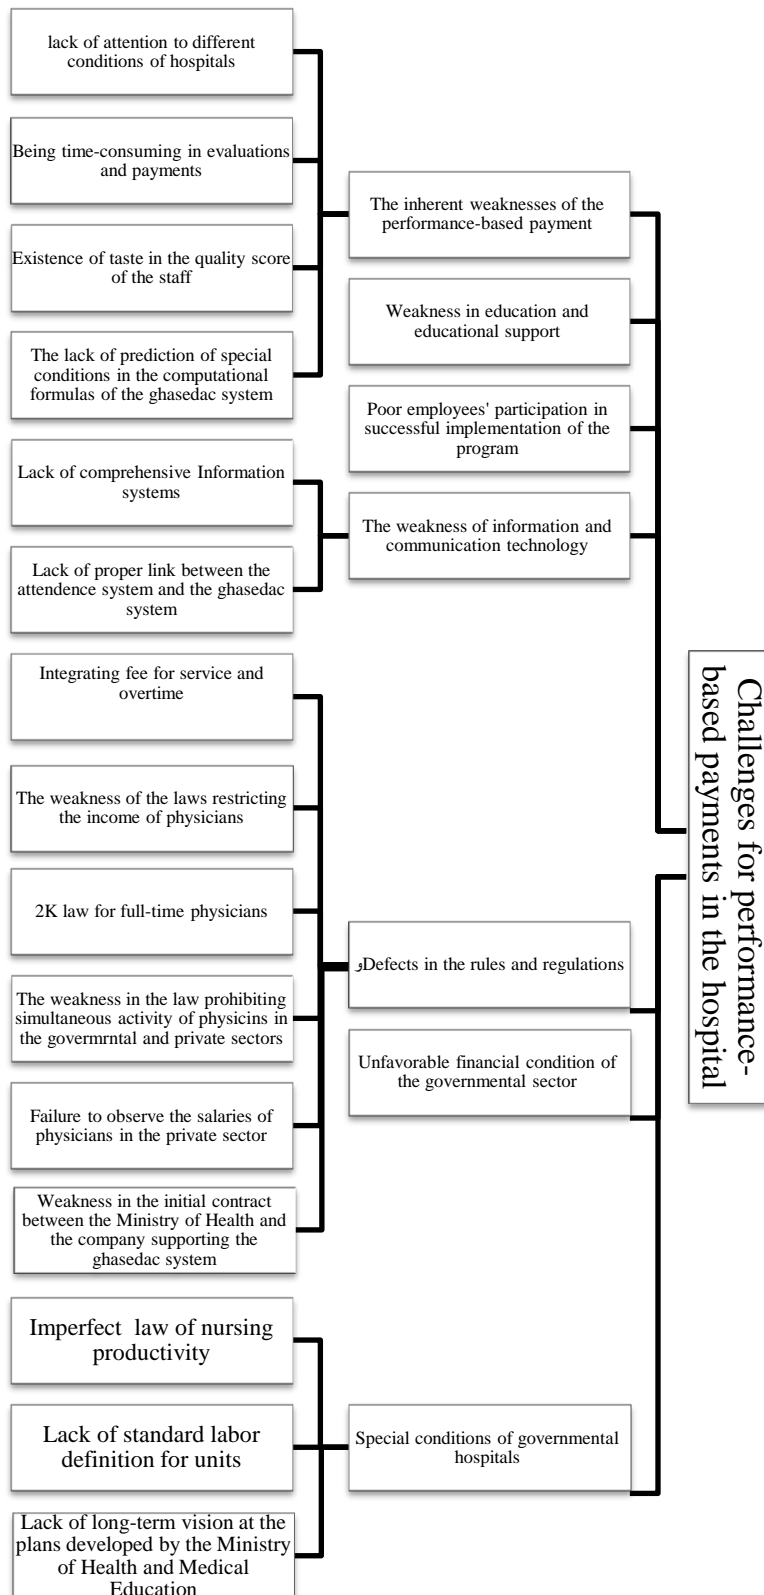 lack of attention to different
conditions of hospitals
Being time-consuming in evaluations
and payments
Existence of taste in the quality score
of the staff
The lack of prediction of special
conditions in the computational
formulas of the ghasedac system
The inherent weaknesses of the
performance-based payment
Weakness in education and
educational support
Poor employees' participation in
successful implementation of the
program
Lack of comprehensive Information
systems
Lack of proper link between the
attendence system and the ghasedac
system
The weakness of information and
communication technology
Challenges for performance-
based payments in the hospital
Integrating fee for service and
overtime
The weakness of the laws restricting
the income of physicians
2K law for full-time physicians
The weakness in the law prohibiting
simultaneous activity of physicins in
the govermrntal and private sectors
Failure to observe the salaries of
physicians in the private sector
Weakness in the initial contract
between the Ministry of Health and
the company supporting the
ghasedac system
وDefects in the rules and regulations
Unfavorable financial condition of
the governmental sector
Imperfect law of nursing
productivity
Lack of standard labor
definition for units
Lack of long-term vision at the
plans developed by the Ministry
of Health and Medical
Education
Special conditions of governmental
hospitals